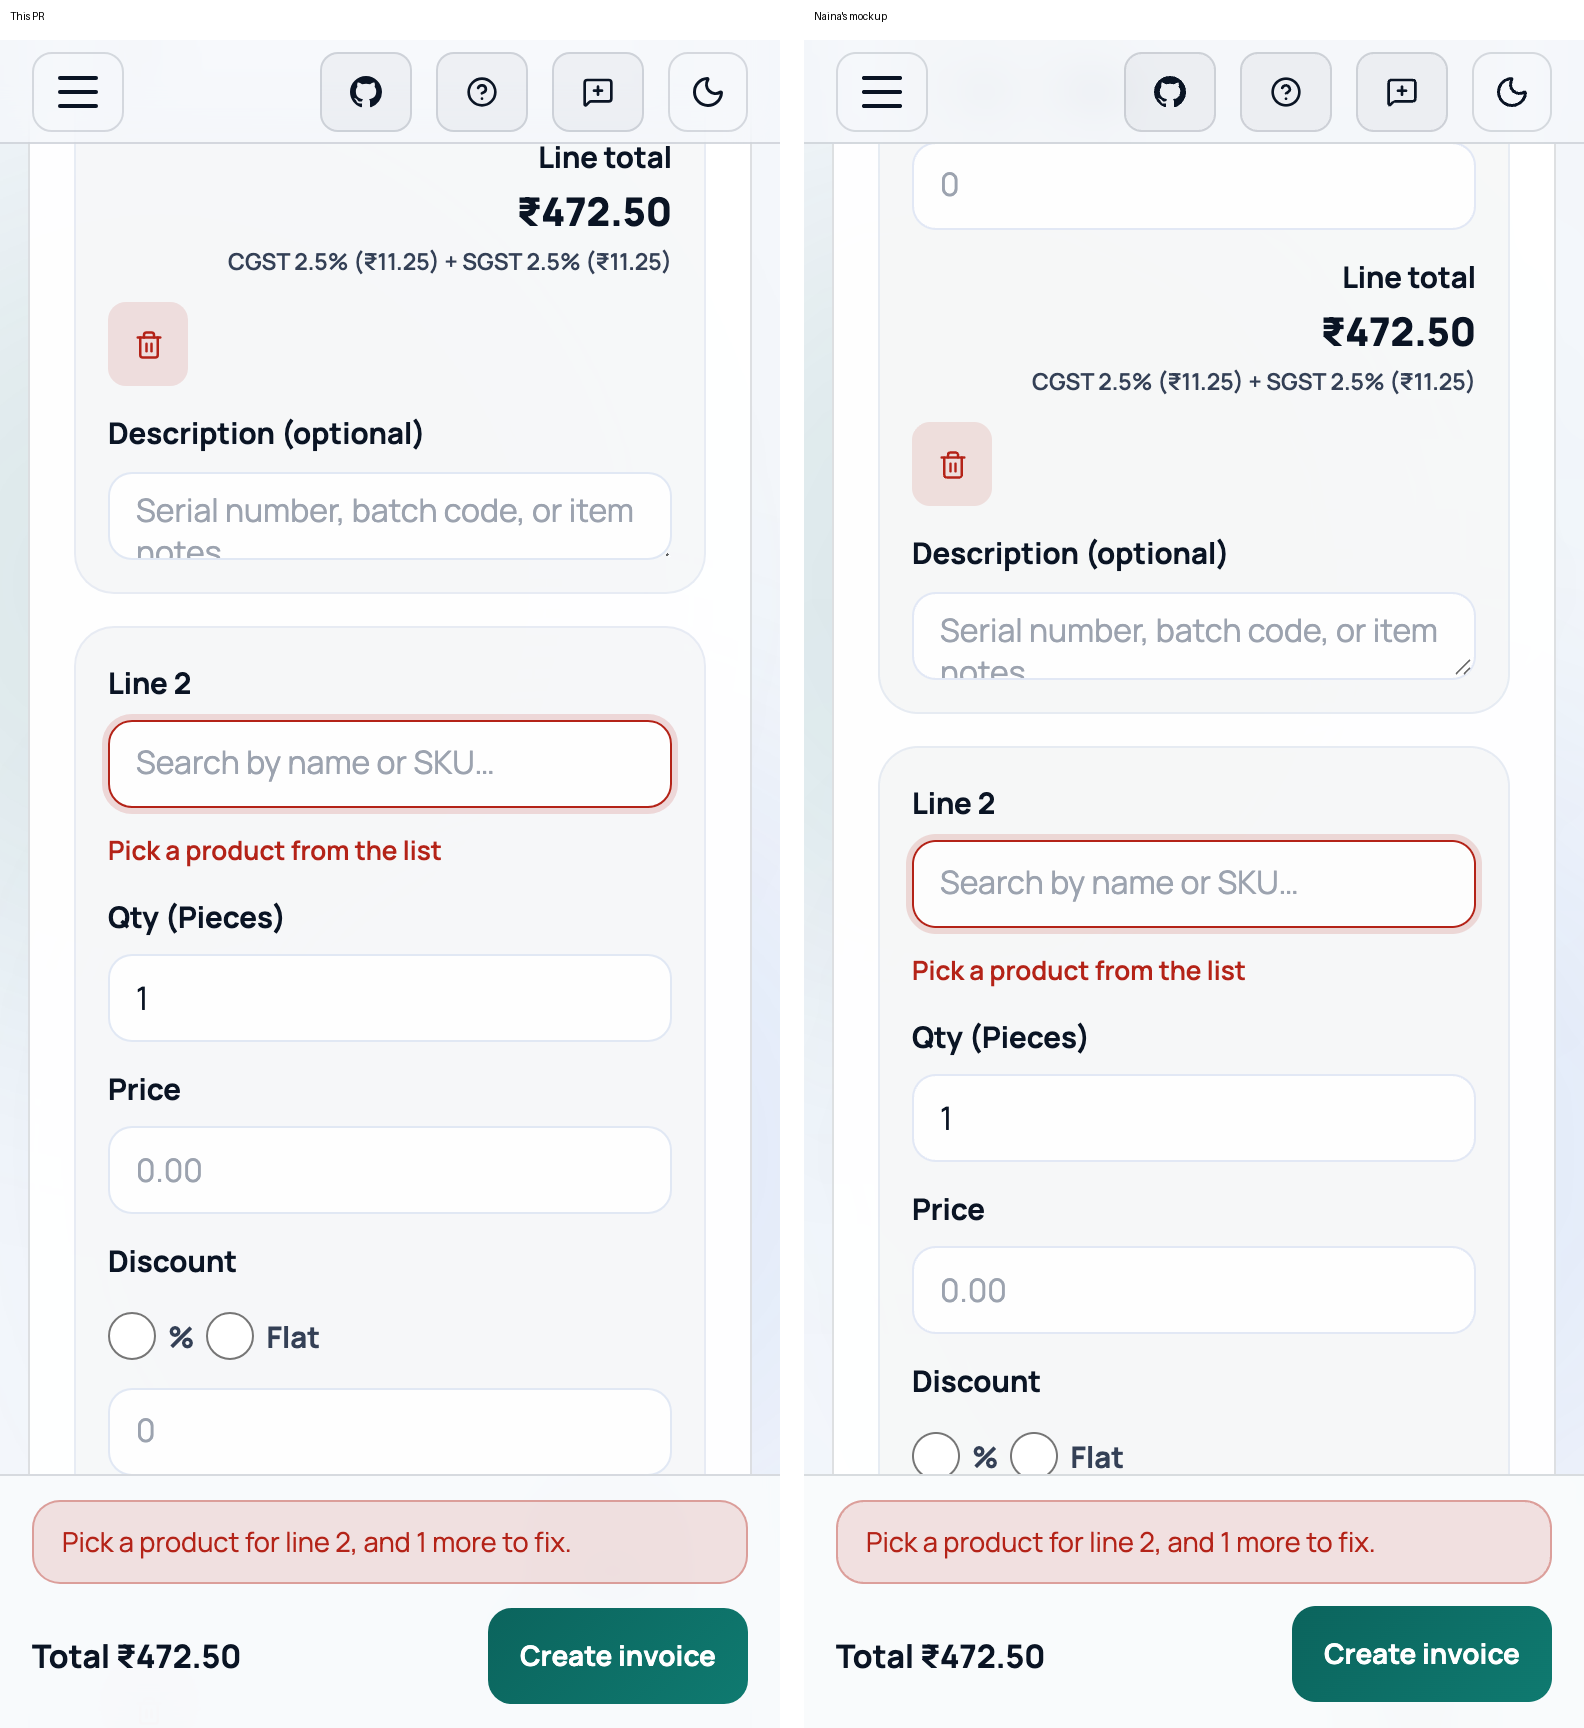 This PR
Line total
₹472.50
CGST 2.5% (₹11.25) + SGST 2.5% (₹11.25)
Description (optional)
Serial number, batch code, or item
notes
Line 2
Search by name or SKU...
Pick a product from the list
Qty (Pieces)
1
Price
0.00
Discount
% Flat
0
Pick a product for line 2, and 1 more to fix.
Total ₹472.50
Create invoice
Naina's mockup
0
Line total
₹472.50
CGST 2.5% (₹11.25) + SGST 2.5% (₹11.25)
Description (optional)
Serial number, batch code, or item
notes
Line 2
Search by name or SKU...
Pick a product from the list
Qty (Pieces)
1
Price
0.00
Discount
% Flat
Pick a product for line 2, and 1 more to fix.
Total ₹472.50
Create invoice